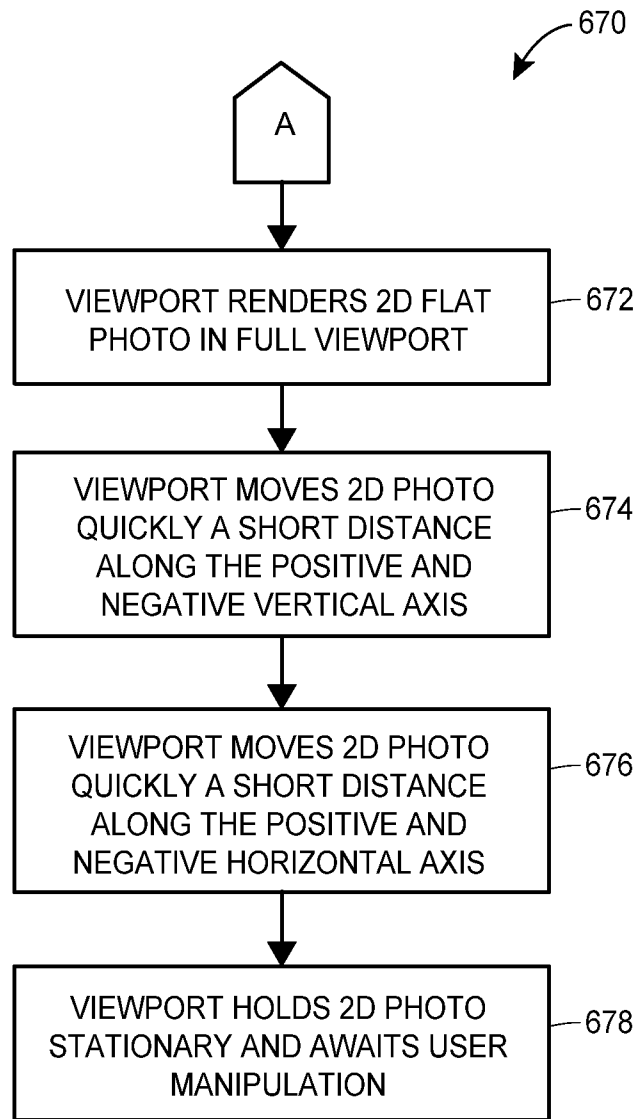 670
A
VIEWPORT RENDERS 2D FLAT
PHOTO IN FULL VIEWPORT
672
VIEWPORT MOVES 2D PHOTO
QUICKLY A SHORT DISTANCE
ALONG THE POSITIVE AND
NEGATIVE VERTICAL AXIS
674
VIEWPORT MOVES 2D PHOTO
QUICKLY A SHORT DISTANCE
ALONG THE POSITIVE AND
NEGATIVE HORIZONTAL AXIS
676
VIEWPORT HOLDS 2D PHOTO
STATIONARY AND AWAITS USER
MANIPULATION
678